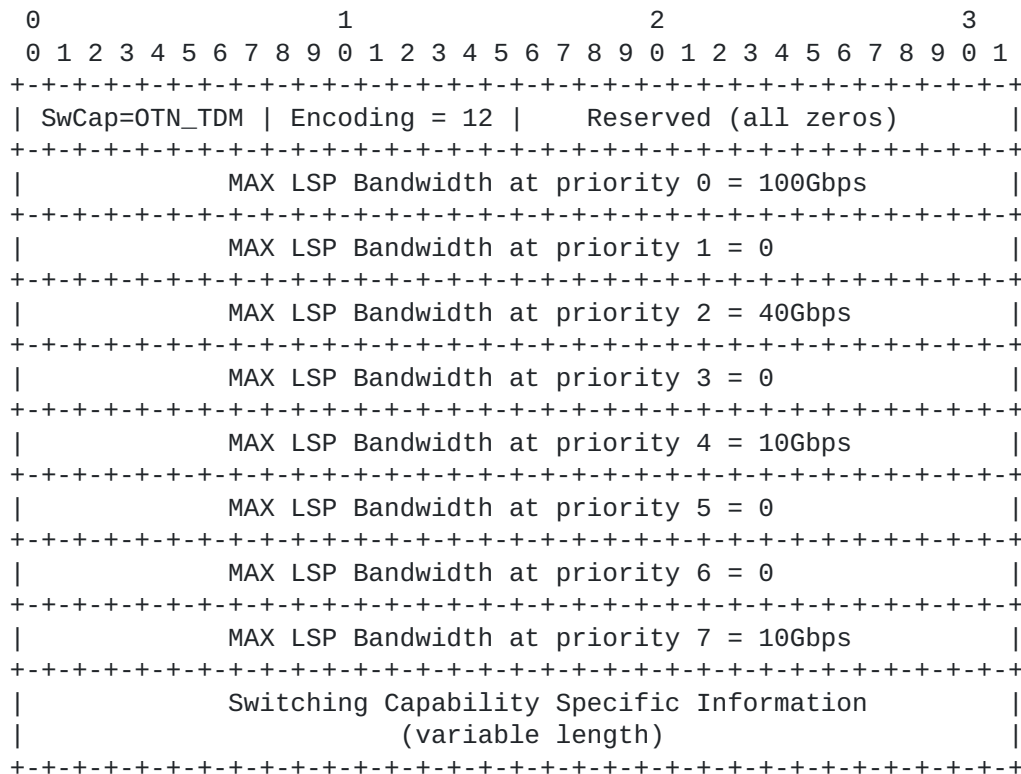 0                   1                   2                   3
 0 1 2 3 4 5 6 7 8 9 0 1 2 3 4 5 6 7 8 9 0 1 2 3 4 5 6 7 8 9 0 1
+-+-+-+-+-+-+-+-+-+-+-+-+-+-+-+-+-+-+-+-+-+-+-+-+-+-+-+-+-+-+-+-+
| SwCap=OTN_TDM | Encoding = 12 |    Reserved (all zeros)       |
+-+-+-+-+-+-+-+-+-+-+-+-+-+-+-+-+-+-+-+-+-+-+-+-+-+-+-+-+-+-+-+-+
|             MAX LSP Bandwidth at priority 0 = 100Gbps         |
+-+-+-+-+-+-+-+-+-+-+-+-+-+-+-+-+-+-+-+-+-+-+-+-+-+-+-+-+-+-+-+-+
|             MAX LSP Bandwidth at priority 1 = 0               |
+-+-+-+-+-+-+-+-+-+-+-+-+-+-+-+-+-+-+-+-+-+-+-+-+-+-+-+-+-+-+-+-+
|             MAX LSP Bandwidth at priority 2 = 40Gbps          |
+-+-+-+-+-+-+-+-+-+-+-+-+-+-+-+-+-+-+-+-+-+-+-+-+-+-+-+-+-+-+-+-+
|             MAX LSP Bandwidth at priority 3 = 0               |
+-+-+-+-+-+-+-+-+-+-+-+-+-+-+-+-+-+-+-+-+-+-+-+-+-+-+-+-+-+-+-+-+
|             MAX LSP Bandwidth at priority 4 = 10Gbps          |
+-+-+-+-+-+-+-+-+-+-+-+-+-+-+-+-+-+-+-+-+-+-+-+-+-+-+-+-+-+-+-+-+
|             MAX LSP Bandwidth at priority 5 = 0               |
+-+-+-+-+-+-+-+-+-+-+-+-+-+-+-+-+-+-+-+-+-+-+-+-+-+-+-+-+-+-+-+-+
|             MAX LSP Bandwidth at priority 6 = 0               |
+-+-+-+-+-+-+-+-+-+-+-+-+-+-+-+-+-+-+-+-+-+-+-+-+-+-+-+-+-+-+-+-+
|             MAX LSP Bandwidth at priority 7 = 10Gbps          |
+-+-+-+-+-+-+-+-+-+-+-+-+-+-+-+-+-+-+-+-+-+-+-+-+-+-+-+-+-+-+-+-+
|             Switching Capability Specific Information         |
|                        (variable length)                      |
+-+-+-+-+-+-+-+-+-+-+-+-+-+-+-+-+-+-+-+-+-+-+-+-+-+-+-+-+-+-+-+-+